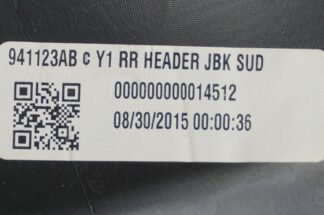 941123AB C Y1 RR HEADER JBK SUD
000000000014512
08/30/2015 00:00:36